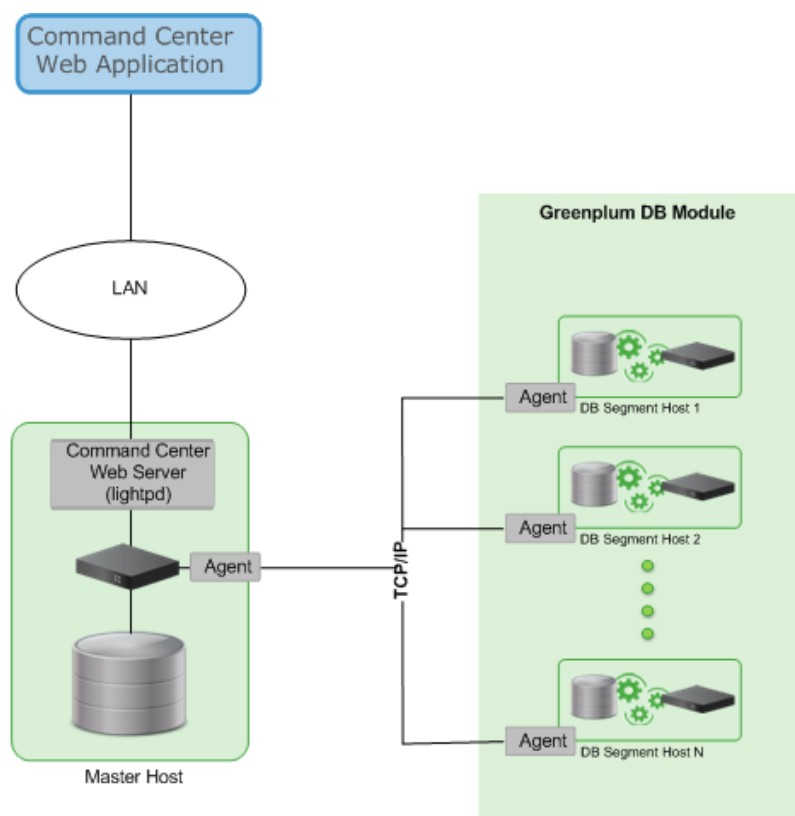 Command Center
Web Application
LAN
Command Center
Web Server
(lightpd)
Agent
Master Host
TCP/IP
Greenplum DB Module
Agent
DB Segment Host 1
Agent
DB Segment Host 2
Agent
DB Segment Host N